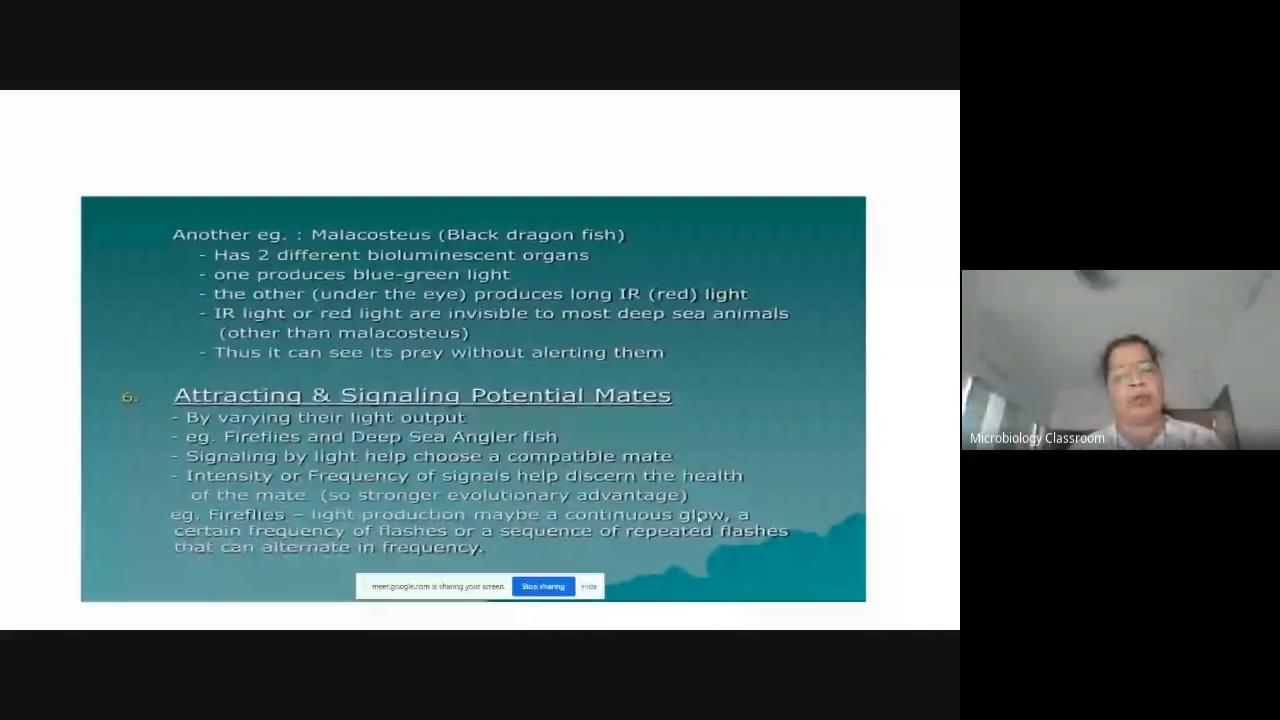 Another eg. : Malacosteus (Black dragon fish)
- Has 2 different bioluminescent organs
- one produces blue-green light
- the other (under the eye) produces long IR (red) light
- IR light or red light are invisible to most deep sea animals
(other than malacosteus)
- Thus it can see its prey without alerting them
6. Attracting & Signaling Potential Mates
- By varying their light output
- eg. Fireflies and Deep Sea Angler fish
- Signaling by light help choose a compatible mate
- Intensity or Frequency of signals help discern the health
of the mate (so stronger evolutionary advantage)
eg. Fireflies – light production maybe a continuous glow, a
certain frequency of flashes or a sequence of repeated flashes
that can alternate in frequency.
meet.google.com is sharing your screen. Stop sharing Hide
Microbiology Classroom